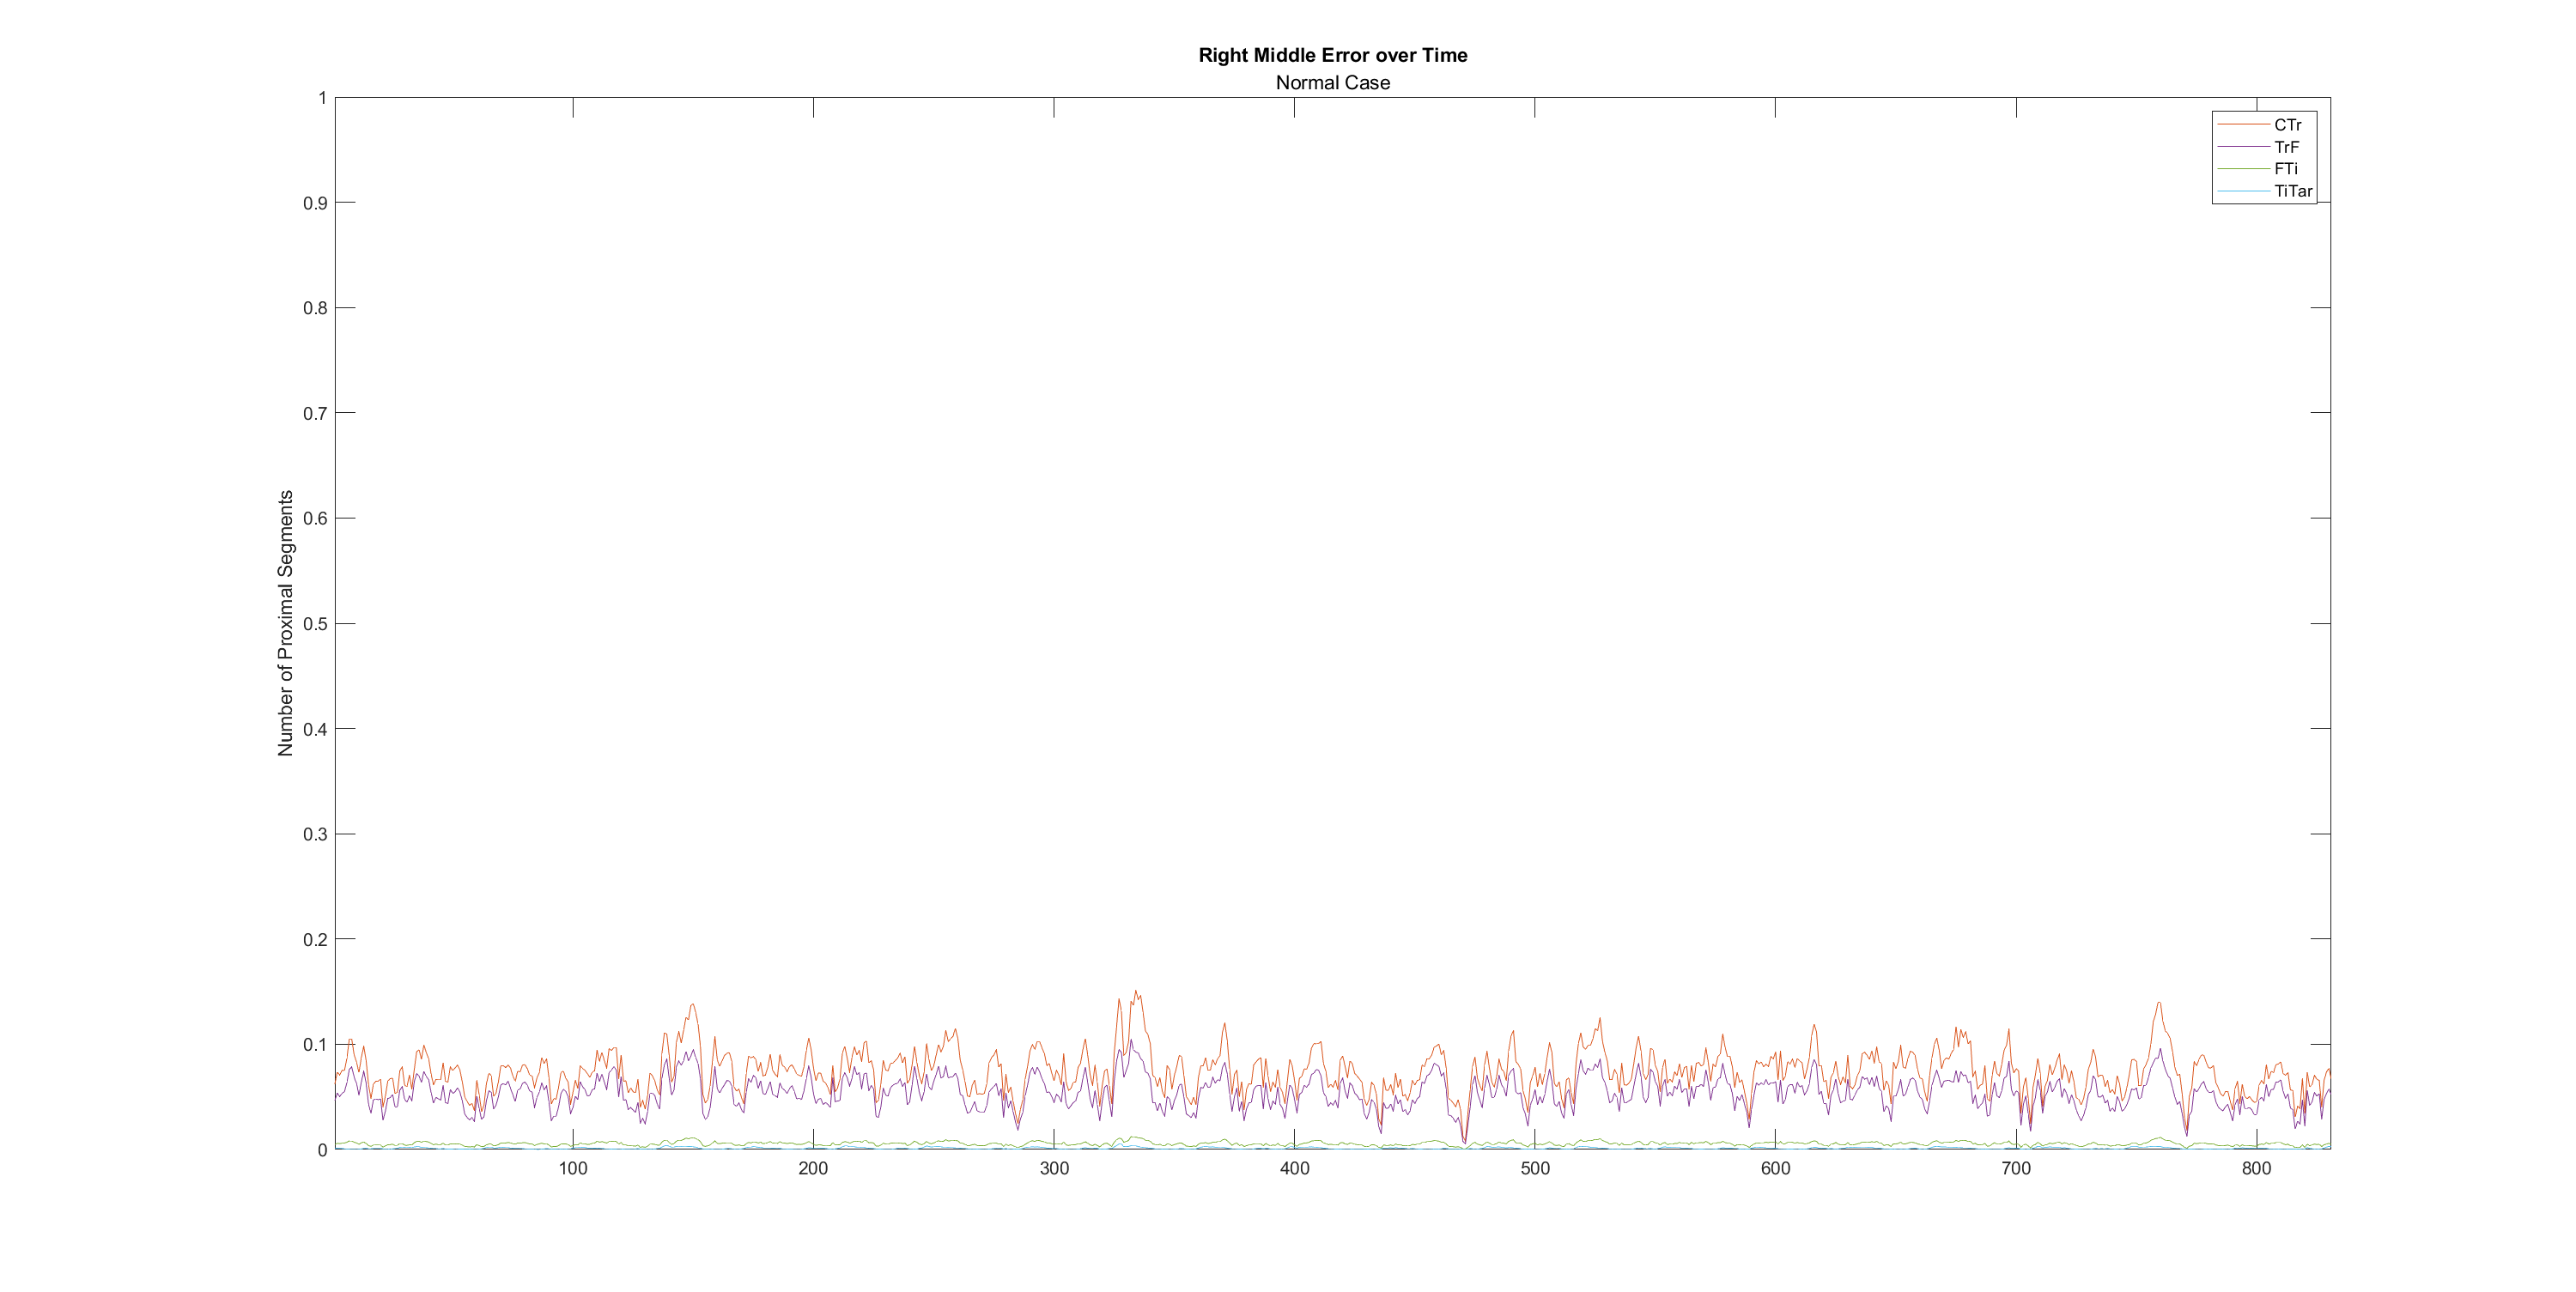 Right Middle Error over Time
Normal Case
CTr
TrF
FTi
TiTar
Number of Proximal Segments
1
0.9
0.8
0.7
0.6
0.5
0.4
0.3
0.2
0.1
0
100 200 300 400 500 600 700 800